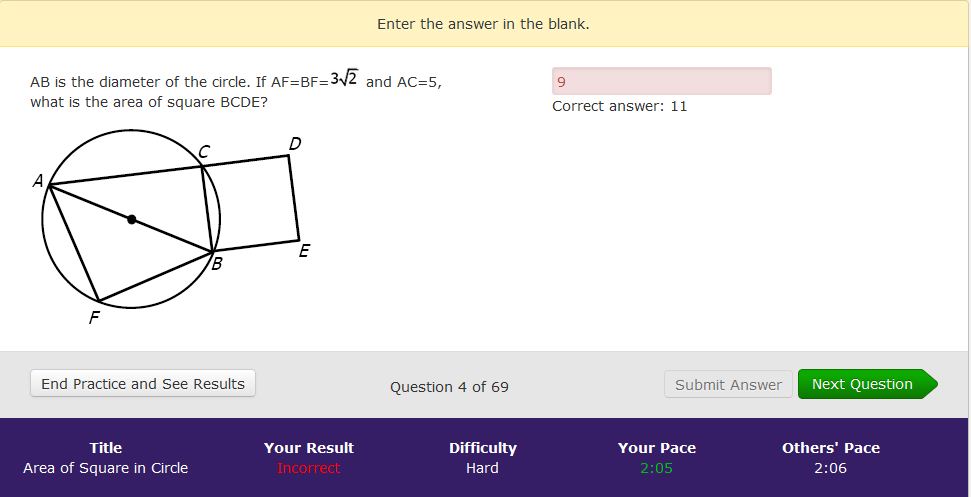 Enter the answer in the blank.
AB is the diameter of the circle. If AF=BF=3√2 and AC=5,
what is the area of square BCDE?
9
Correct answer: 11
C
D
A
E
B
F
End Practice and See Results
Question 4 of 69
Submit Answer
Next Question
Title
Your Result
Difficulty
Your Pace
Others' Pace
Area of Square in Circle
Incorrect
Hard
2:05
2:06